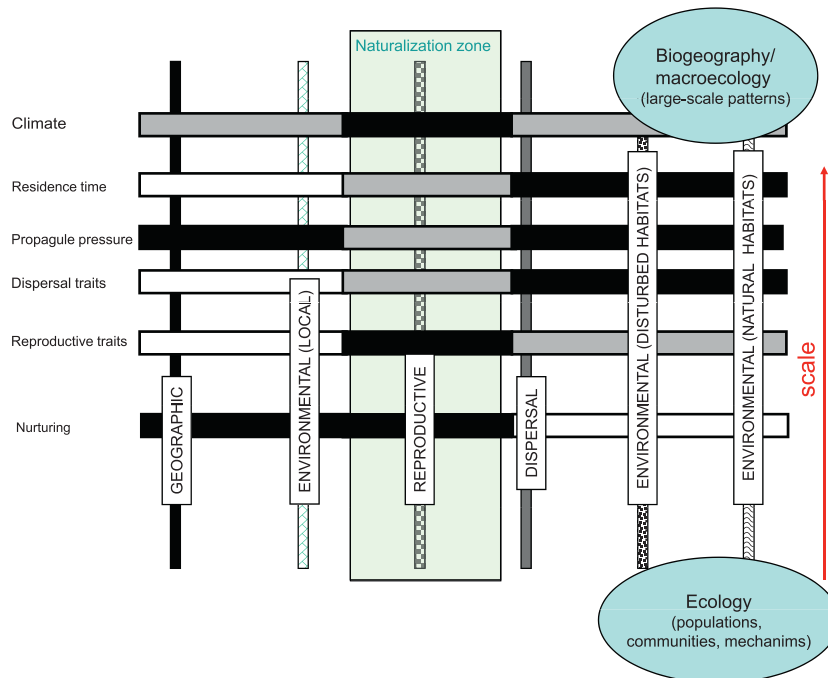 Naturalization zone
Biogeography/
macroecology
(large-scale patterns)
Climate
Residence time
Propagule pressure
Dispersal traits
Reproductive traits
Nurturing
GEOGRAPHIC
ENVIRONMENTAL (LOCAL)
REPRODUCTIVE
DISPERSAL
ENVIRONMENTAL (DISTURBED HABITATS)
ENVIRONMENTAL (NATURAL HABITATS)
scale
Ecology
(populations,
communities, mechanims)